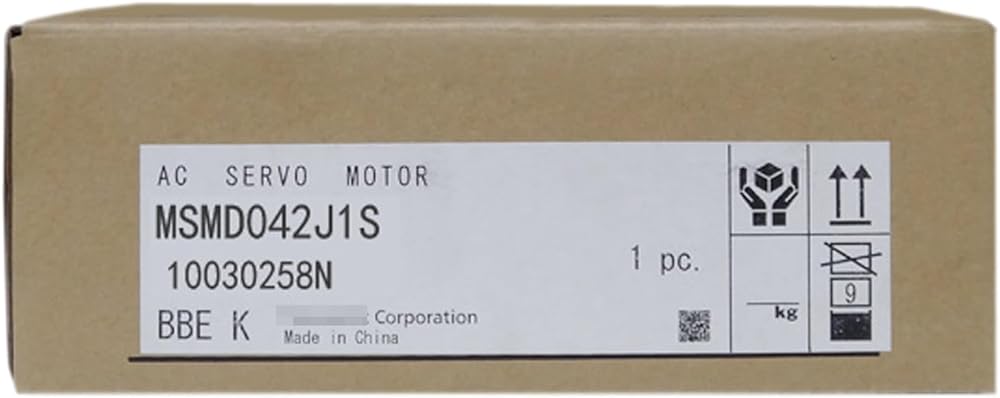 AC SERVO MOTOR
MSMD042J1S
10030258N
1 pc.
BBE K
Corporation
Made in China
kg
9